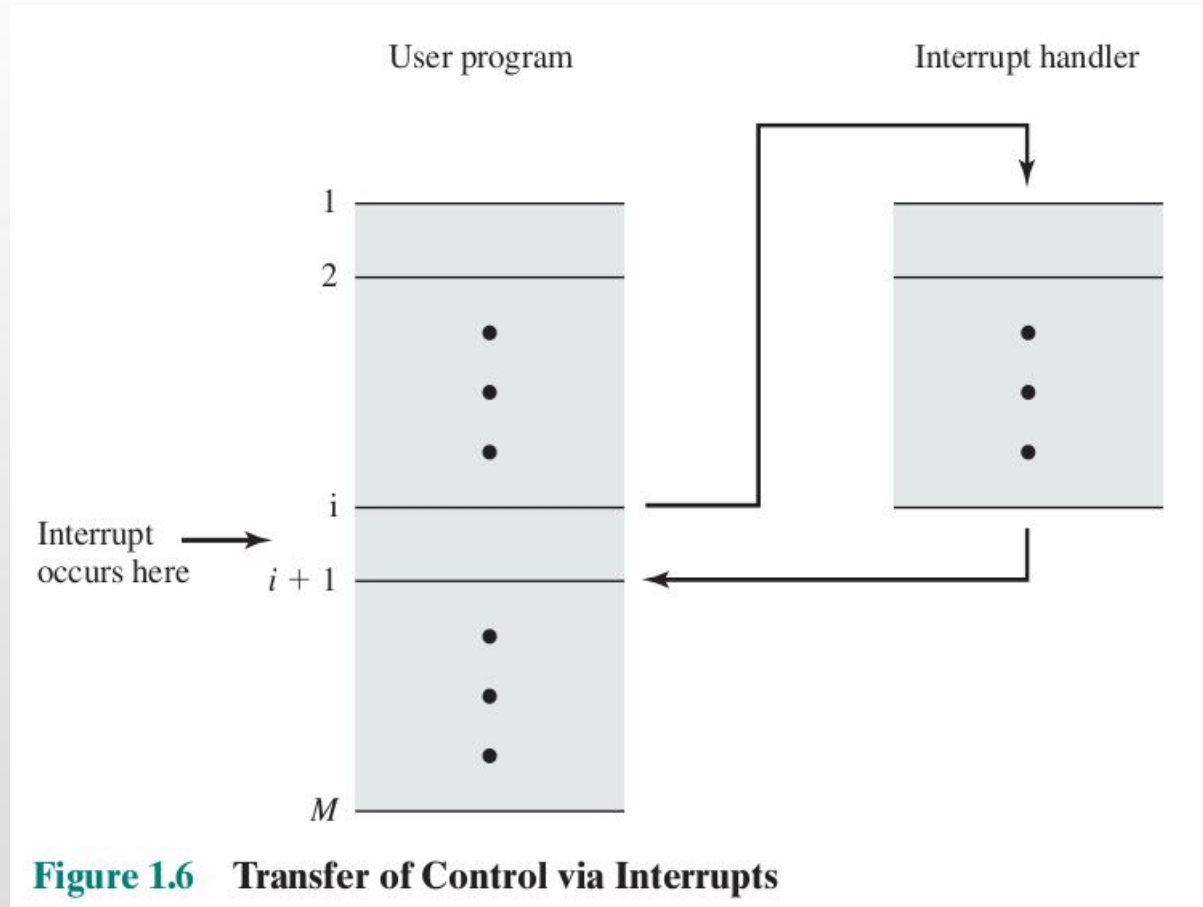 User program
Interrupt handler
1
2
i
Interrupt
occurs here
i + 1
M
Figure 1.6 Transfer of Control via Interrupts